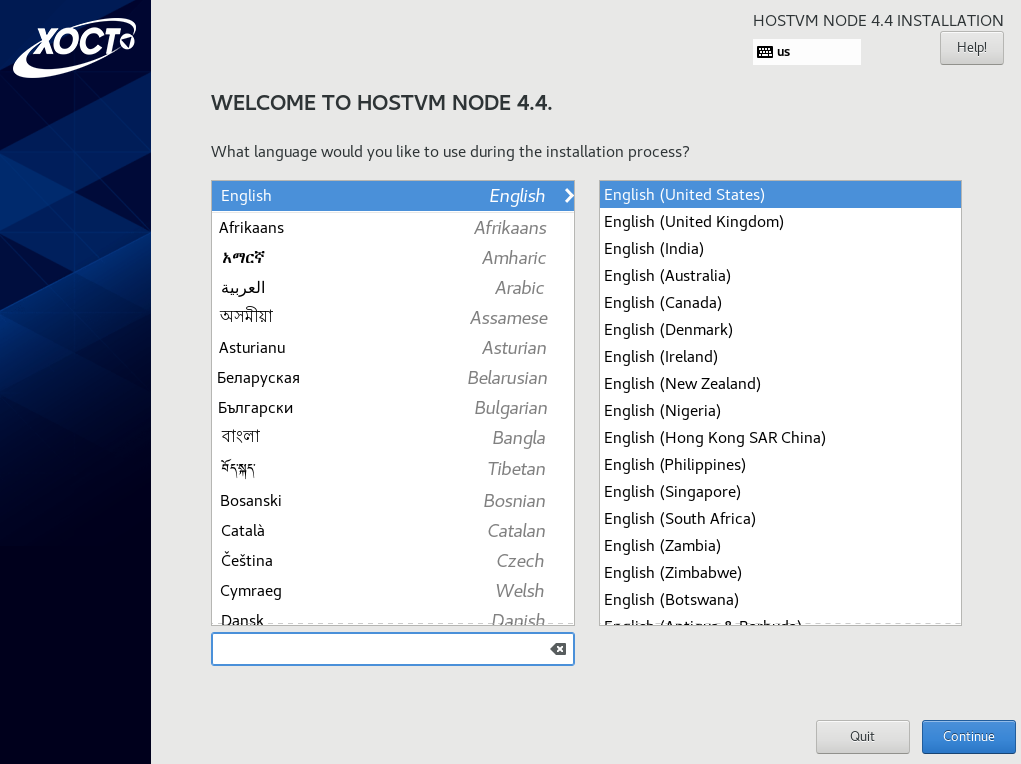 ХОСТ
HOSTVM NODE 4.4 INSTALLATION
us
Help!
WELCOME TO HOSTVM NODE 4.4.
What language would you like to use during the installation process?
English English
Afrikaans Afrikaans
አማርኛ Amharic
العربية Arabic
অসমীয়া Assamese
Asturianu Asturian
Беларуская Belarusian
Български Bulgarian
বাংলা Bangla
བོད་སྐད་ Tibetan
Bosanski Bosnian
Català Catalan
Čeština Czech
Cymraeg Welsh
Dansk Danish
English (United States)
English (United Kingdom)
English (India)
English (Australia)
English (Canada)
English (Denmark)
English (Ireland)
English (New Zealand)
English (Nigeria)
English (Hong Kong SAR China)
English (Philippines)
English (Singapore)
English (South Africa)
English (Zambia)
English (Zimbabwe)
English (Botswana)
English (Antigua & Barbuda)
Quit
Continue